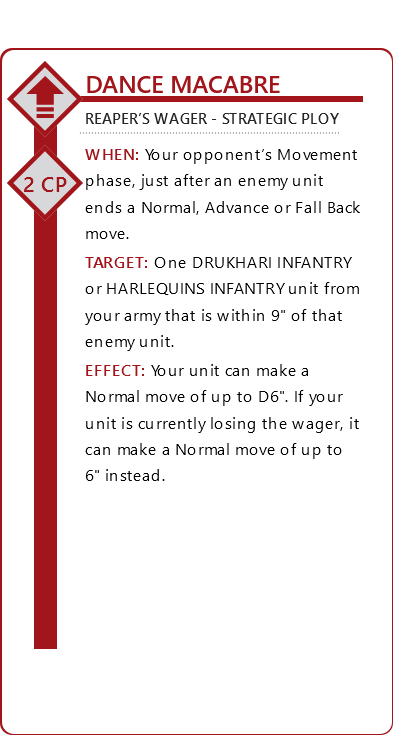 DANCE MACABRE
REAPER’S WAGER - STRATEGIC PLOY
2 CP
WHEN: Your opponent’s Movement
phase, just after an enemy unit
ends a Normal, Advance or Fall Back
move.
TARGET: One DRUKHARI INFANTRY
or HARLEQUINS INFANTRY unit from
your army that is within 9" of that
enemy unit.
EFFECT: Your unit can make a
Normal move of up to D6". If your
unit is currently losing the wager, it
can make a Normal move of up to
6" instead.